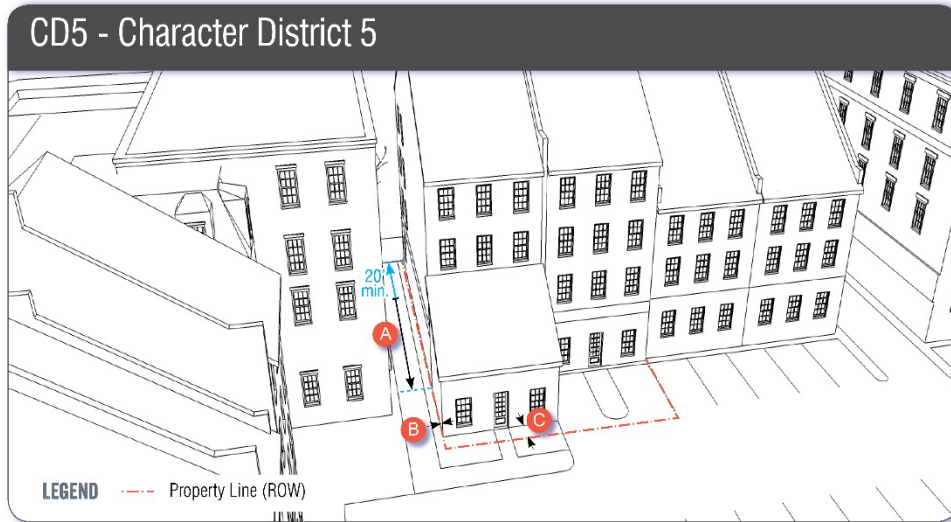 CD5 - Character District 5
20
min.
A
B
C
LEGEND Property Line (ROW)